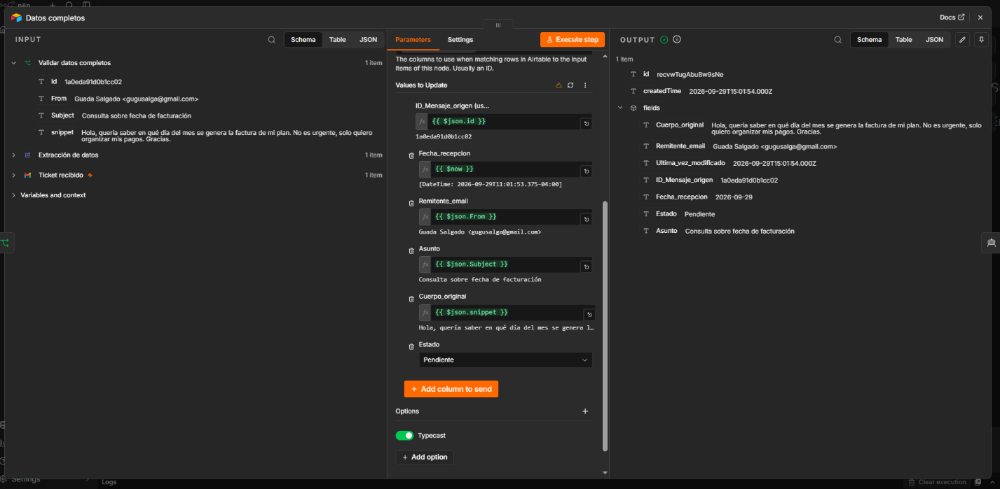 n8n
Datos completos
Docs
INPUT
Schema
Table
JSON
Validar datos completos
1 item
id 1a0eda91d0b1cc02
From Guada Salgado <gugusalga@gmail.com>
Subject Consulta sobre fecha de facturación
snippet Hola, quería saber en qué día del mes se genera la factura de mi plan. No es urgente, solo quiero
organizar mis pagos. Gracias.
Extracción de datos
1 item
Ticket recibido
1 item
Variables and context
Parameters
Settings
Execute step
The columns to use when matching rows in Airtable to the input
items of this node. Usually an ID.
Values to Update
ID_Mensaje_origen (us...
fx {{ $json.id }}
1a0eda91d0b1cc02
Fecha_recepcion
fx {{ $now }}
[DateTime: 2026-09-29T11:01:53.375-04:00]
Remitente_email
fx {{ $json.From }}
Guada Salgado <gugusalga@gmail.com>
Asunto
fx {{ $json.Subject }}
Consulta sobre fecha de facturación
Cuerpo_original
fx {{ $json.snippet }}
Hola, quería saber en qué día del mes se genera l…
Estado
Pendiente
+ Add column to send
Options
Typecast
+ Add option
OUTPUT
Schema
Table
JSON
1 item
T id recvwTugAbuBw9sNe
T createdTime 2026-09-29T15:01:54.000Z
fields
T Cuerpo_original Hola, quería saber en qué día del mes se genera la factura de mi plan. No es urgente, solo
quiero organizar mis pagos. Gracias.
T Remitente_email Guada Salgado <gugusalga@gmail.com>
T Ultima_vez_modificado 2026-09-29T15:01:54.000Z
T ID_Mensaje_origen 1a0eda91d0b1cc02
T Fecha_recepcion 2026-09-29
T Estado Pendiente
T Asunto Consulta sobre fecha de facturación
Settings
Logs
Clear execution